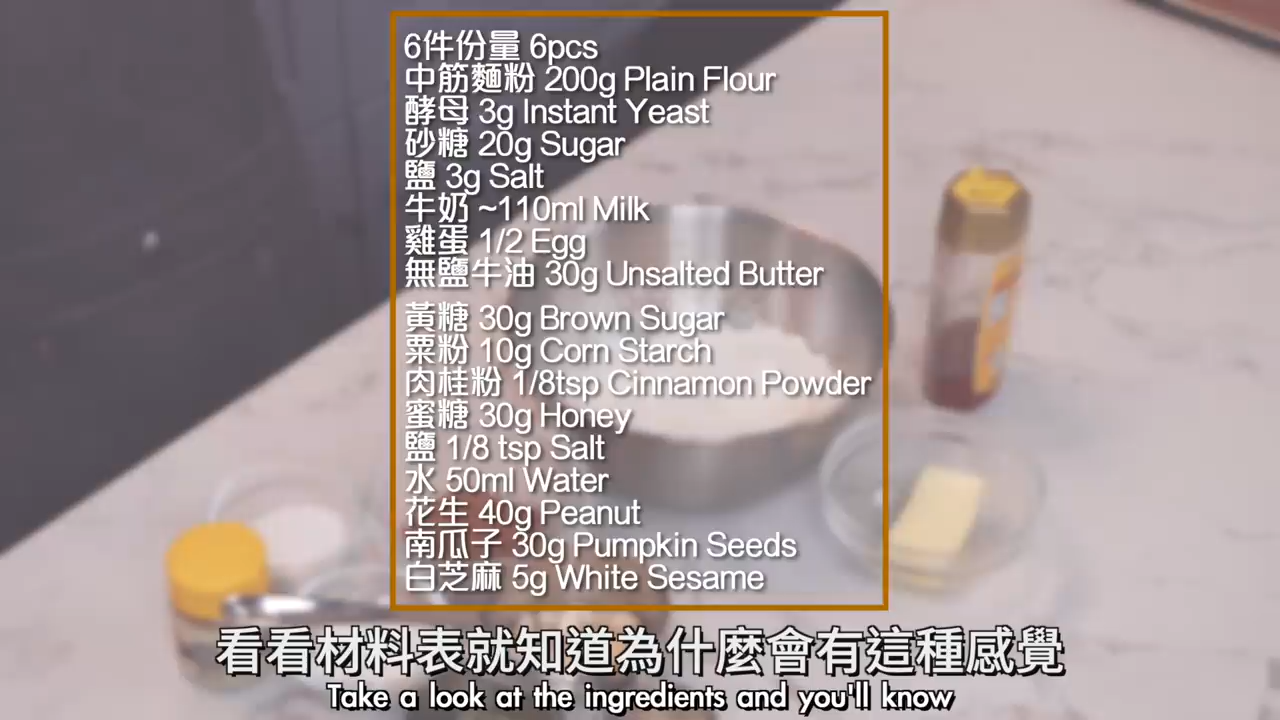 6件份量 6pcs
中筋麵粉 200g Plain Flour
酵母 3g Instant Yeast
砂糖 20g Sugar
鹽 3g Salt
牛奶 ~110ml Milk
雞蛋 1/2 Egg
無鹽牛油 30g Unsalted Butter
黃糖 30g Brown Sugar
粟粉 10g Corn Starch
肉桂粉 1/8tsp Cinnamon Powder
蜜糖 30g Honey
鹽 1/8 tsp Salt
水 50ml Water
花生 40g Peanut
南瓜子 30g Pumpkin Seeds
白芝麻 5g White Sesame
看看材料表就知道為什麼會有這種感覺
Take a look at the ingredients and you'll know